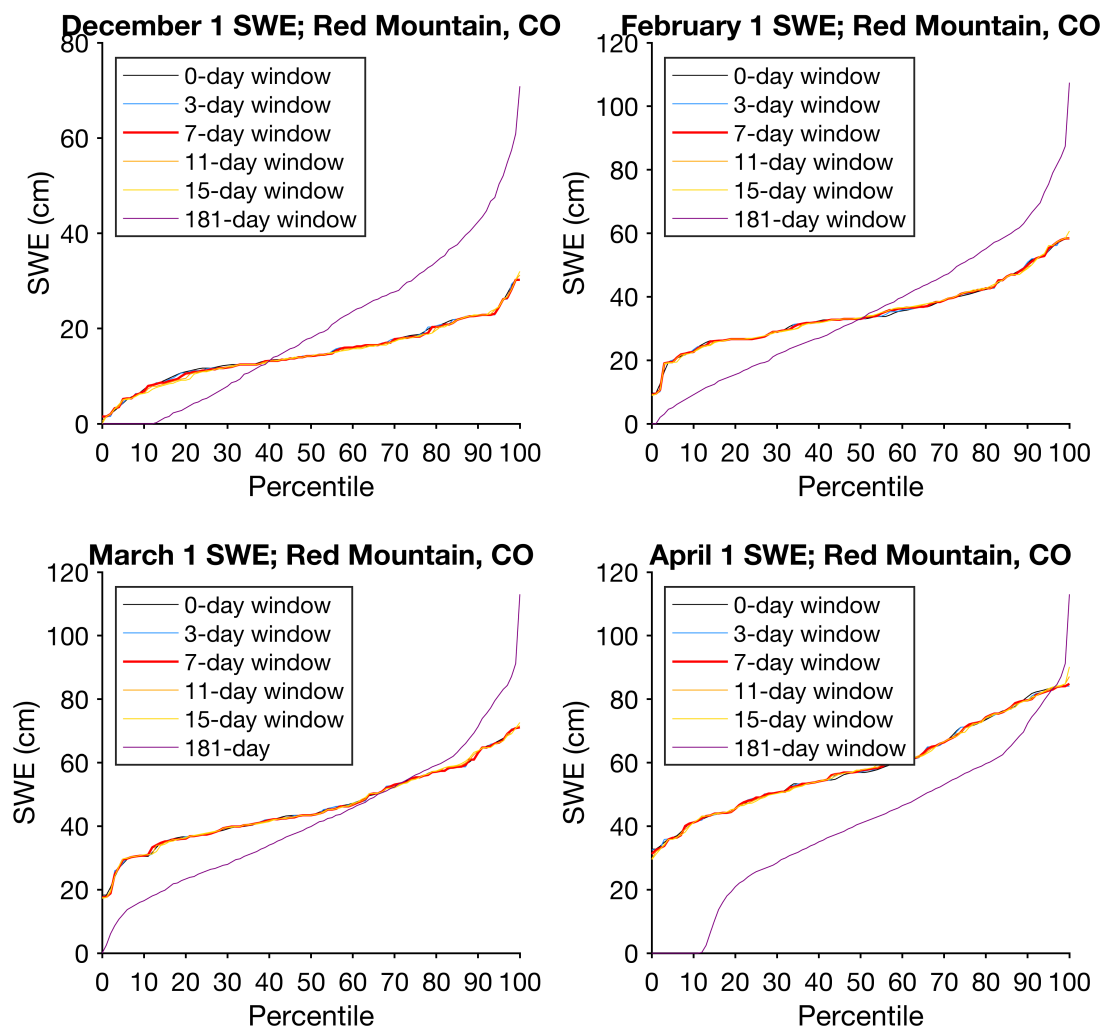 December 1 SWE; Red Mountain, CO
80
60
40
20
0
SWE (cm)
0-day window
3-day window
7-day window
11-day window
15-day window
181-day window
0 10 20 30 40 50 60 70 80 90 100
Percentile
February 1 SWE; Red Mountain, CO
120
100
80
60
40
20
0
SWE (cm)
0-day window
3-day window
7-day window
11-day window
15-day window
181-day window
0 10 20 30 40 50 60 70 80 90 100
Percentile
March 1 SWE; Red Mountain, CO
120
100
80
60
40
20
0
SWE (cm)
0-day window
3-day window
7-day window
11-day window
15-day window
181-day
0 10 20 30 40 50 60 70 80 90 100
Percentile
April 1 SWE; Red Mountain, CO
120
100
80
60
40
20
0
SWE (cm)
0-day window
3-day window
7-day window
11-day window
15-day window
181-day window
0 10 20 30 40 50 60 70 80 90 100
Percentile